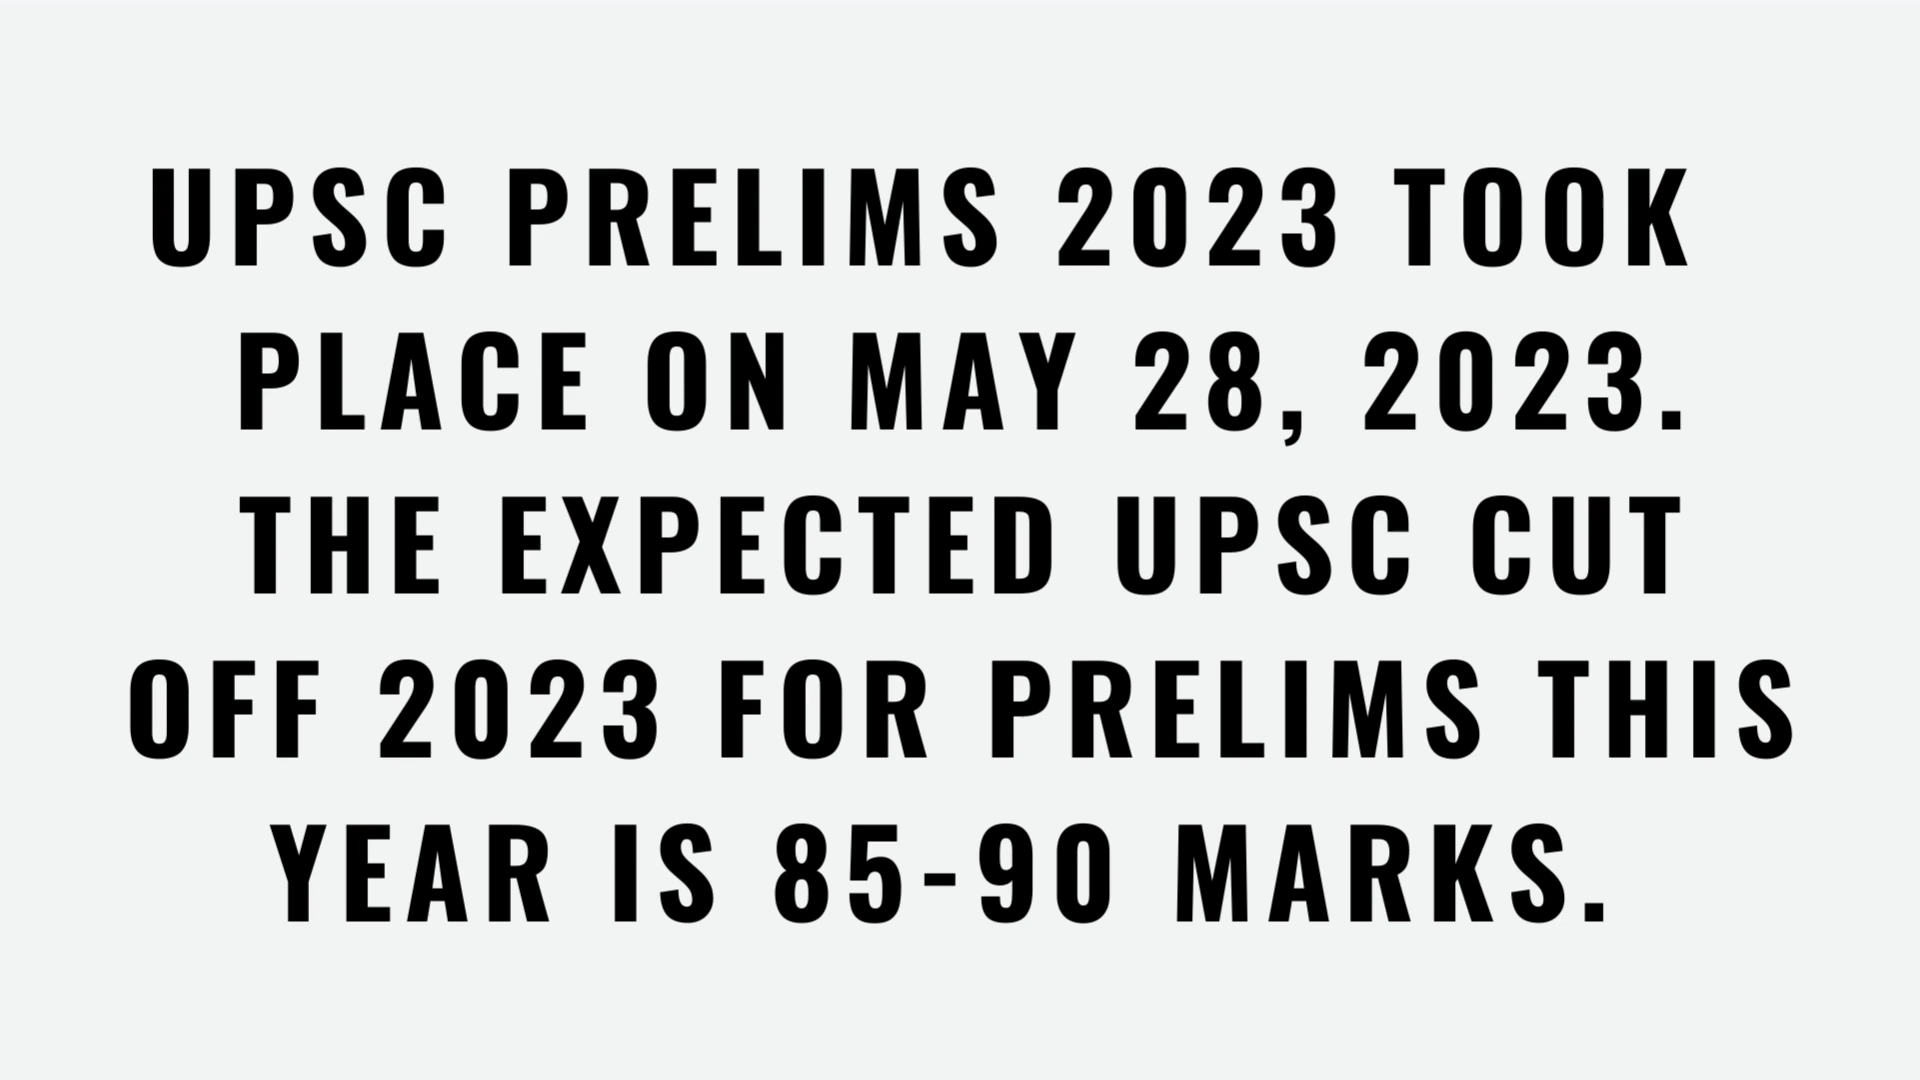 UPSC PRELIMS 2023 TOOK
PLACE ON MAY 28, 2023.
THE EXPECTED UPSC CUT
OFF 2023 FOR PRELIMS THIS
YEAR IS 85-90 MARKS.